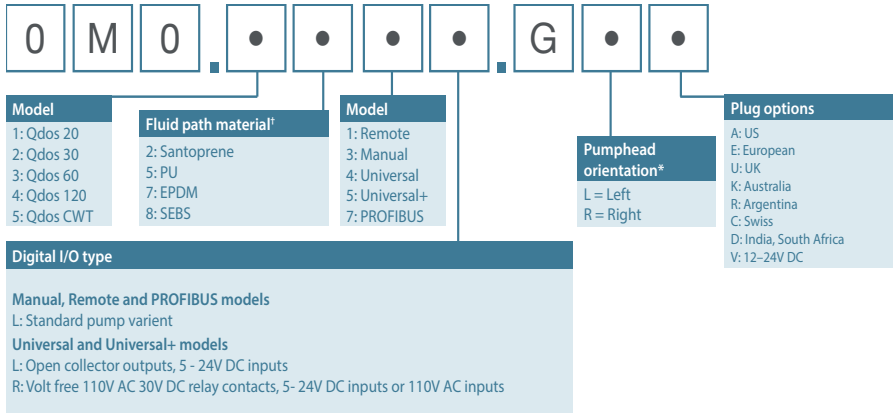 0 M 0 . • • • • . G • •
Model
1: Qdos 20
2: Qdos 30
3: Qdos 60
4: Qdos 120
5: Qdos CWT
Fluid path material†
2: Santoprene
5: PU
7: EPDM
8: SEBS
Model
1: Remote
3: Manual
4: Universal
5: Universal+
7: PROFIBUS
Pumphead
orientation*
L = Left
R = Right
Plug options
A: US
E: European
U: UK
K: Australia
R: Argentina
C: Swiss
D: India, South Africa
V: 12–24V DC
Digital I/O type
Manual, Remote and PROFIBUS models
L: Standard pump varient
Universal and Universal+ models
L: Open collector outputs, 5 - 24V DC inputs
R: Volt free 110V AC 30V DC relay contacts, 5- 24V DC inputs or 110V AC inputs